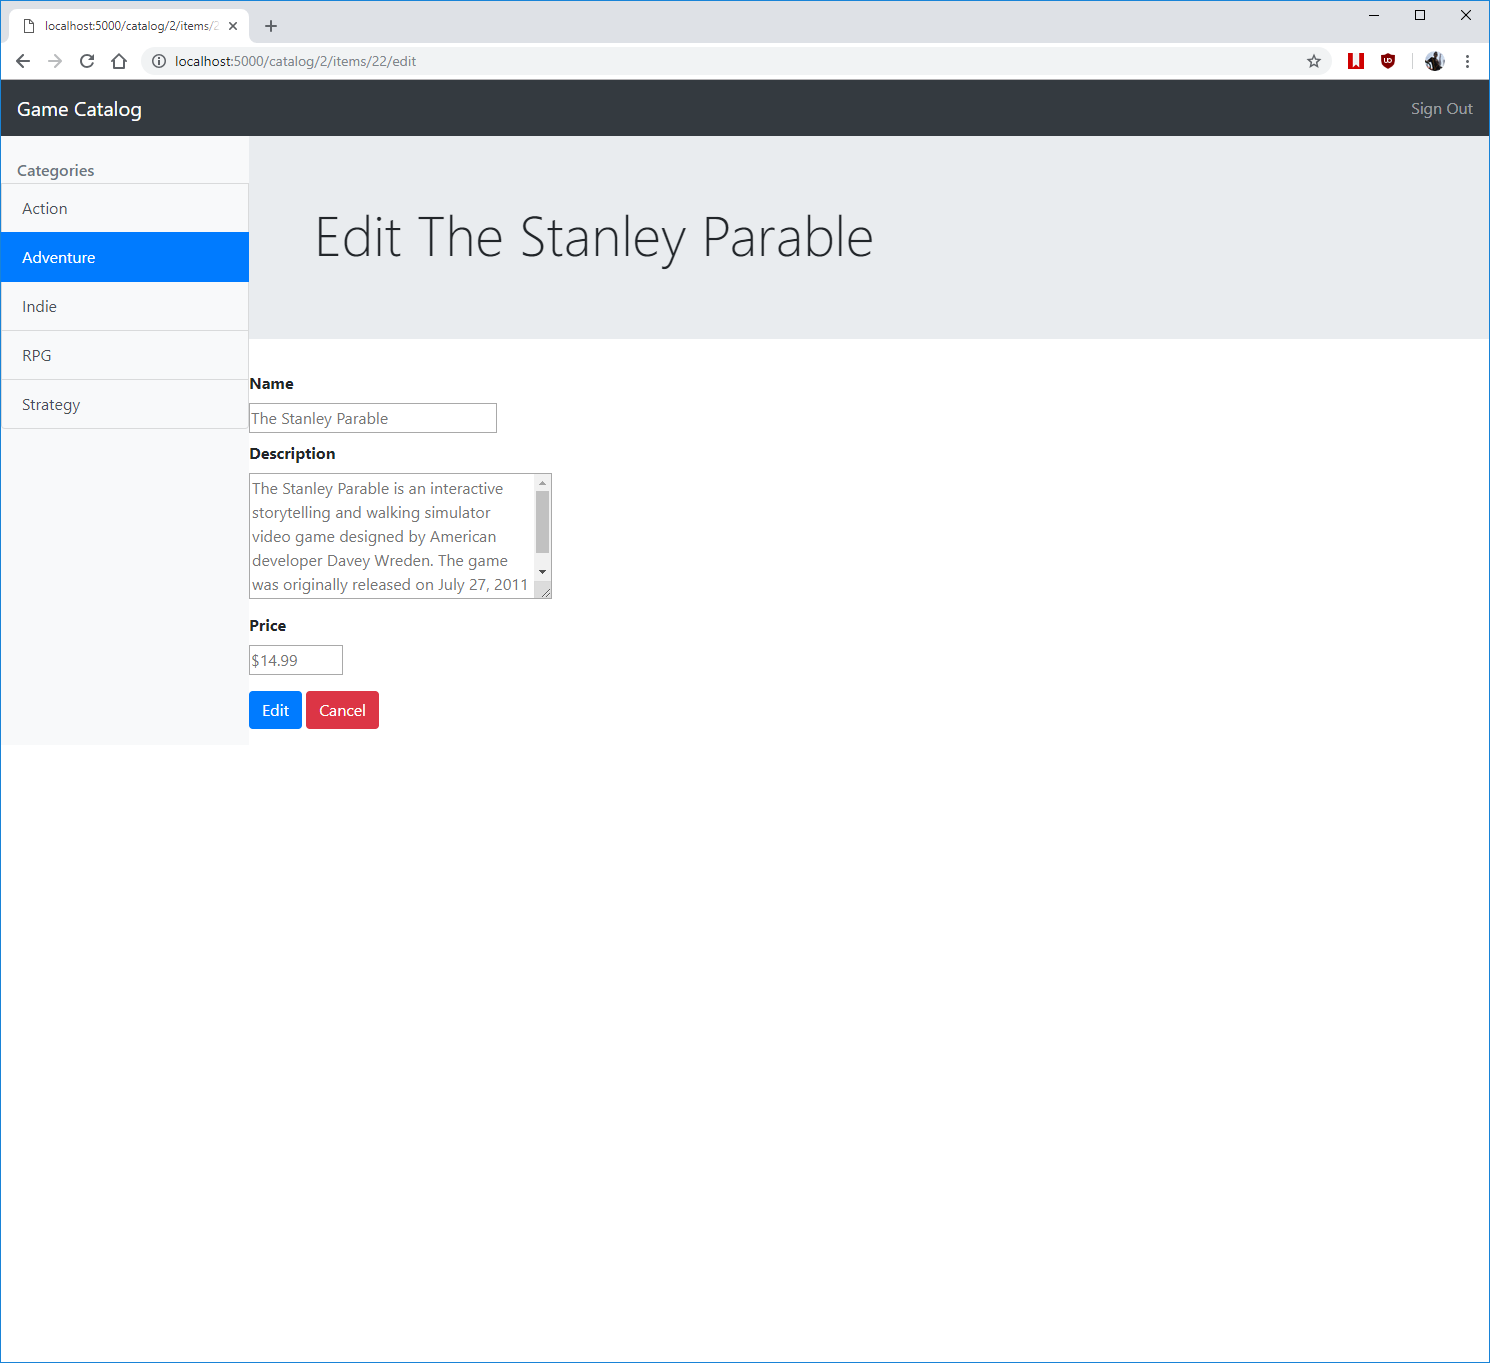 localhost:5000/catalog/2/items/2
localhost:5000/catalog/2/items/22/edit
Game Catalog
Sign Out
Categories
Action
Adventure
Indie
RPG
Strategy
Edit The Stanley Parable
Name
The Stanley Parable
Description
The Stanley Parable is an interactive
storytelling and walking simulator
video game designed by American
developer Davey Wreden. The game
was originally released on July 27, 2011
Price
$14.99
Edit
Cancel